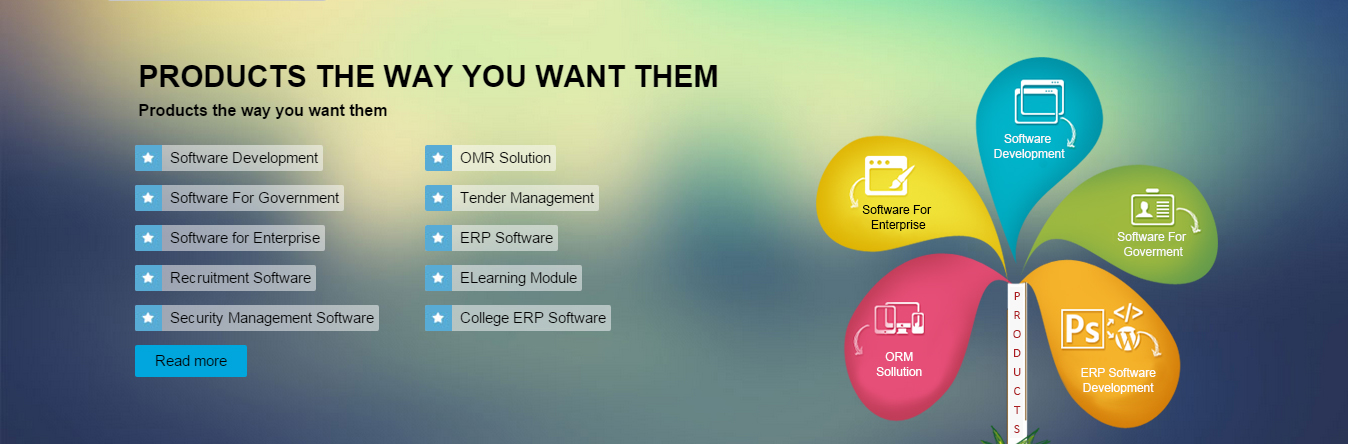 PRODUCTS THE WAY YOU WANT THEM
Products the way you want them
Software Development
Software For Government
Software for Enterprise
Recruitment Software
Security Management Software
OMR Solution
Tender Management
ERP Software
ELearning Module
College ERP Software
Read more
Software
Development
Software For
Enterprise
Software For
Goverment
ORM
Sollution
Ps
</>
ERP Software
Development
PRODUCTS